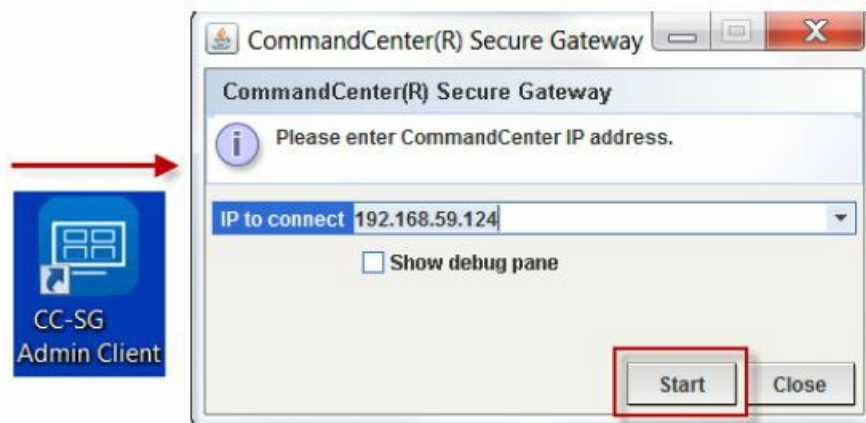 CommandCenter(R) Secure Gateway
CommandCenter(R) Secure Gateway
Please enter CommandCenter IP address.
IP to connect 192.168.59.124
Show debug pane
CC-SG
Admin Client
Start Close